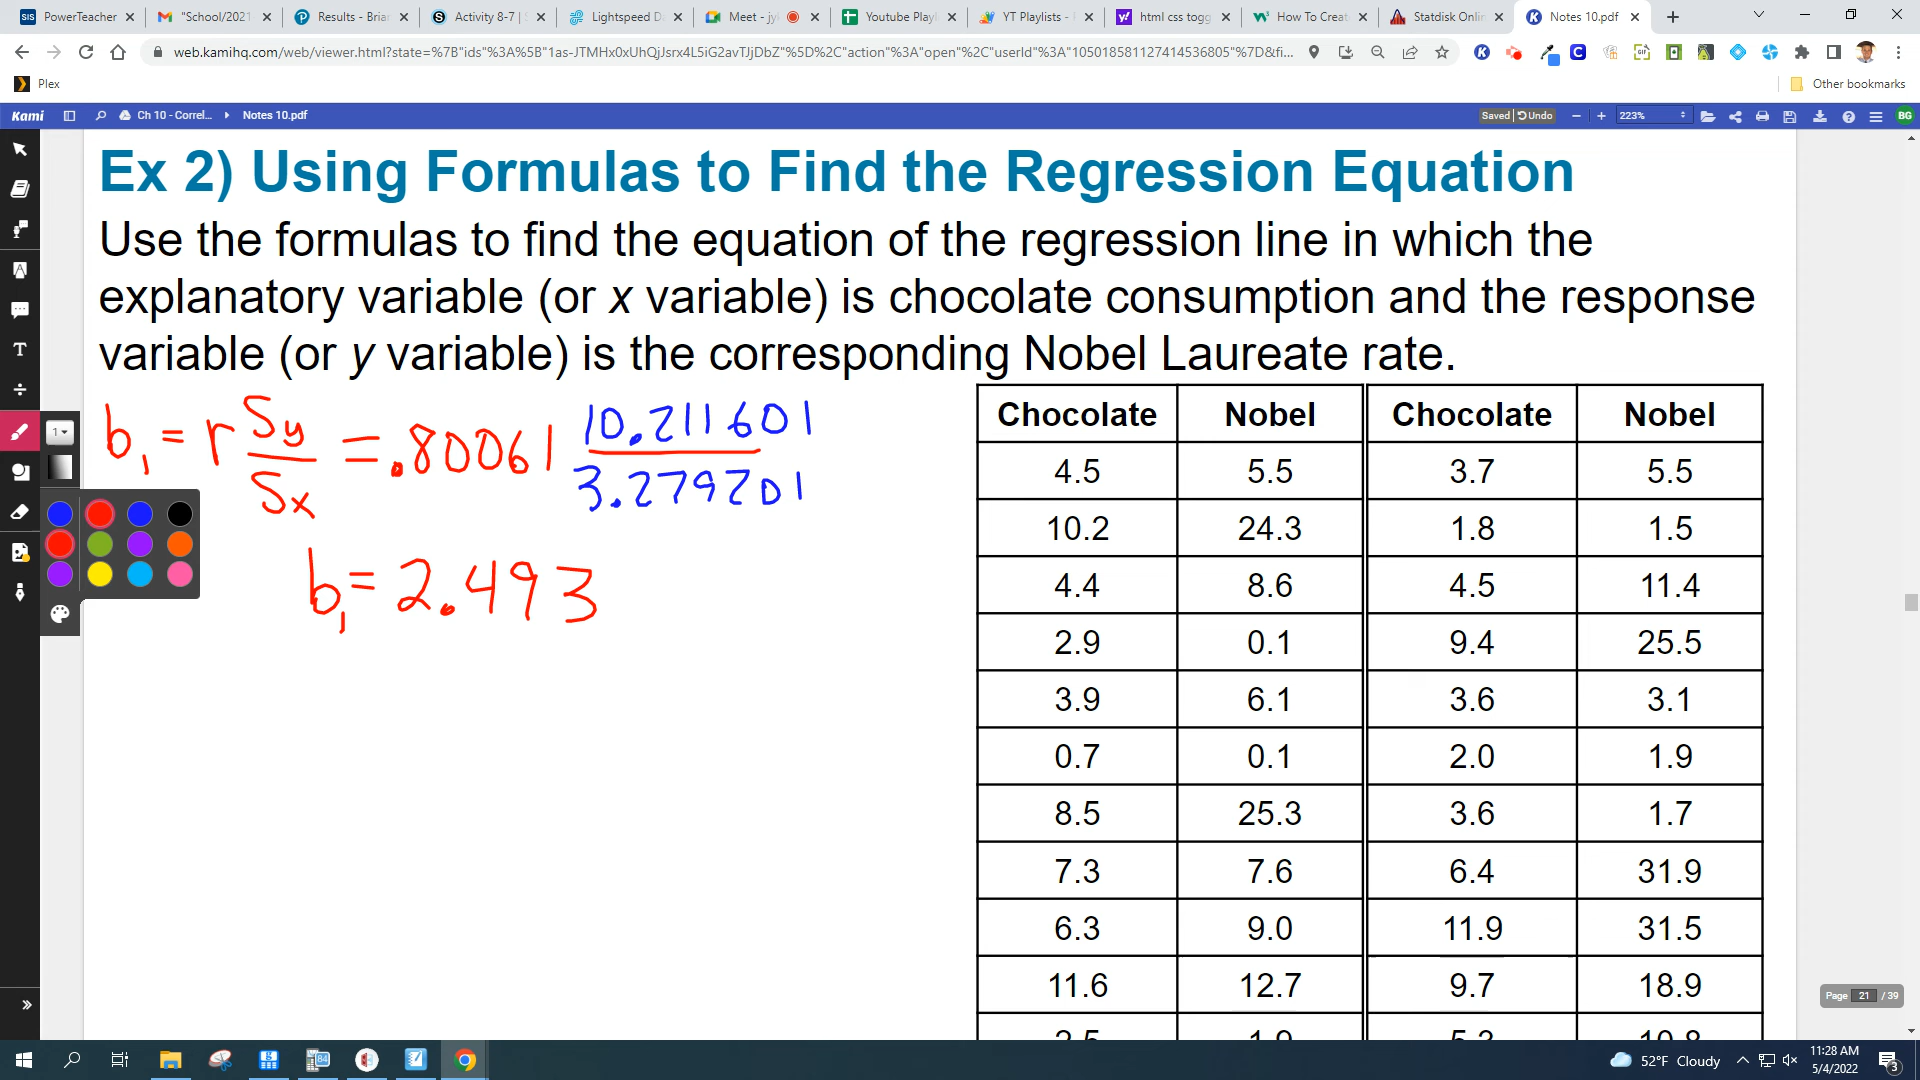 PowerTeacher
"School/2021
Results - Brian
Activity 8-7 | S
Lightspeed D
Meet - jyl
Youtube Playl
YT Playlists -
html css togg
How To Creat
Statdisk Onlin
Notes 10.pdf
web.kamihq.com/web/viewer.html?state=%7B"ids"%3A%5B"1as-JTMHx0xUhQjJsrx4L5iG2avTJjDbZ"%5D%2C"action"%3A"open"%2C"userId"%3A"105018581127414536805"%7D&fi...
Plex
Other bookmarks
Kami
Ch 10 - Correl...
Notes 10.pdf
Saved | Undo
223%
BG
Ex 2) Using Formulas to Find the Regression Equation
Use the formulas to find the equation of the regression line in which the
explanatory variable (or x variable) is chocolate consumption and the response
variable (or y variable) is the corresponding Nobel Laureate rate.
b₁ = r Sy/Sx = .80061 10.211601/3.279201
b₁ = 2.493
Chocolate Nobel Chocolate Nobel
4.5 5.5 3.7 5.5
10.2 24.3 1.8 1.5
4.4 8.6 4.5 11.4
2.9 0.1 9.4 25.5
3.9 6.1 3.6 3.1
0.7 0.1 2.0 1.9
8.5 25.3 3.6 1.7
7.3 7.6 6.4 31.9
6.3 9.0 11.9 31.5
11.6 12.7 9.7 18.9
Page 21 / 39
52°F Cloudy
11:28 AM
5/4/2022